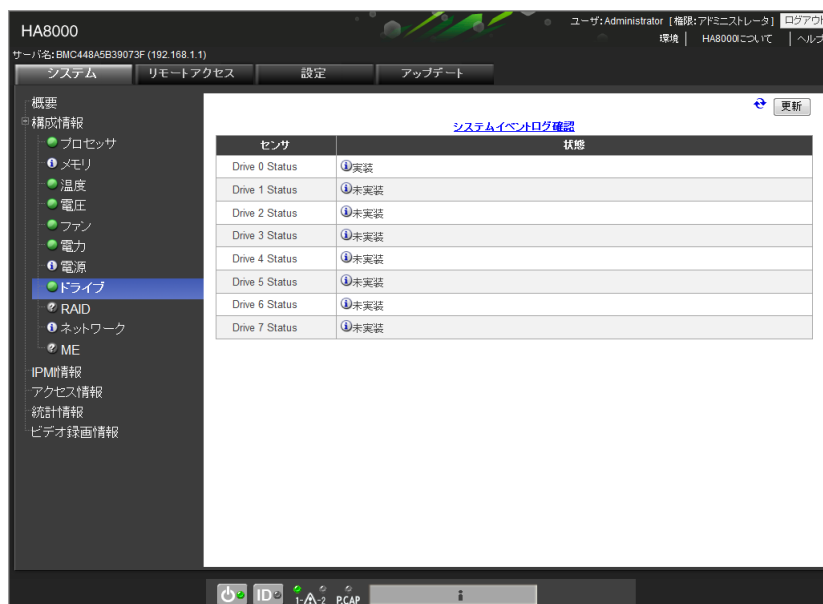 HA8000
ユーザ:Administrator [権限:アドミニストレータ] ログアウ
環境 | HA8000について | ヘルプ
サーバ名:BMC448A5B39073F (192.168.1.1)
システム リモートアクセス 設定 アップデート
概要
構成情報
プロセッサ
メモリ
温度
電圧
ファン
電力
電源
ドライブ
RAID
ネットワーク
ME
IPMI情報
アクセス情報
統計情報
ビデオ録画情報
更新
システムイベントログ確認
センサ 状態
Drive 0 Status 実装
Drive 1 Status 未実装
Drive 2 Status 未実装
Drive 3 Status 未実装
Drive 4 Status 未実装
Drive 5 Status 未実装
Drive 6 Status 未実装
Drive 7 Status 未実装
ID 1-2 P.CAP i